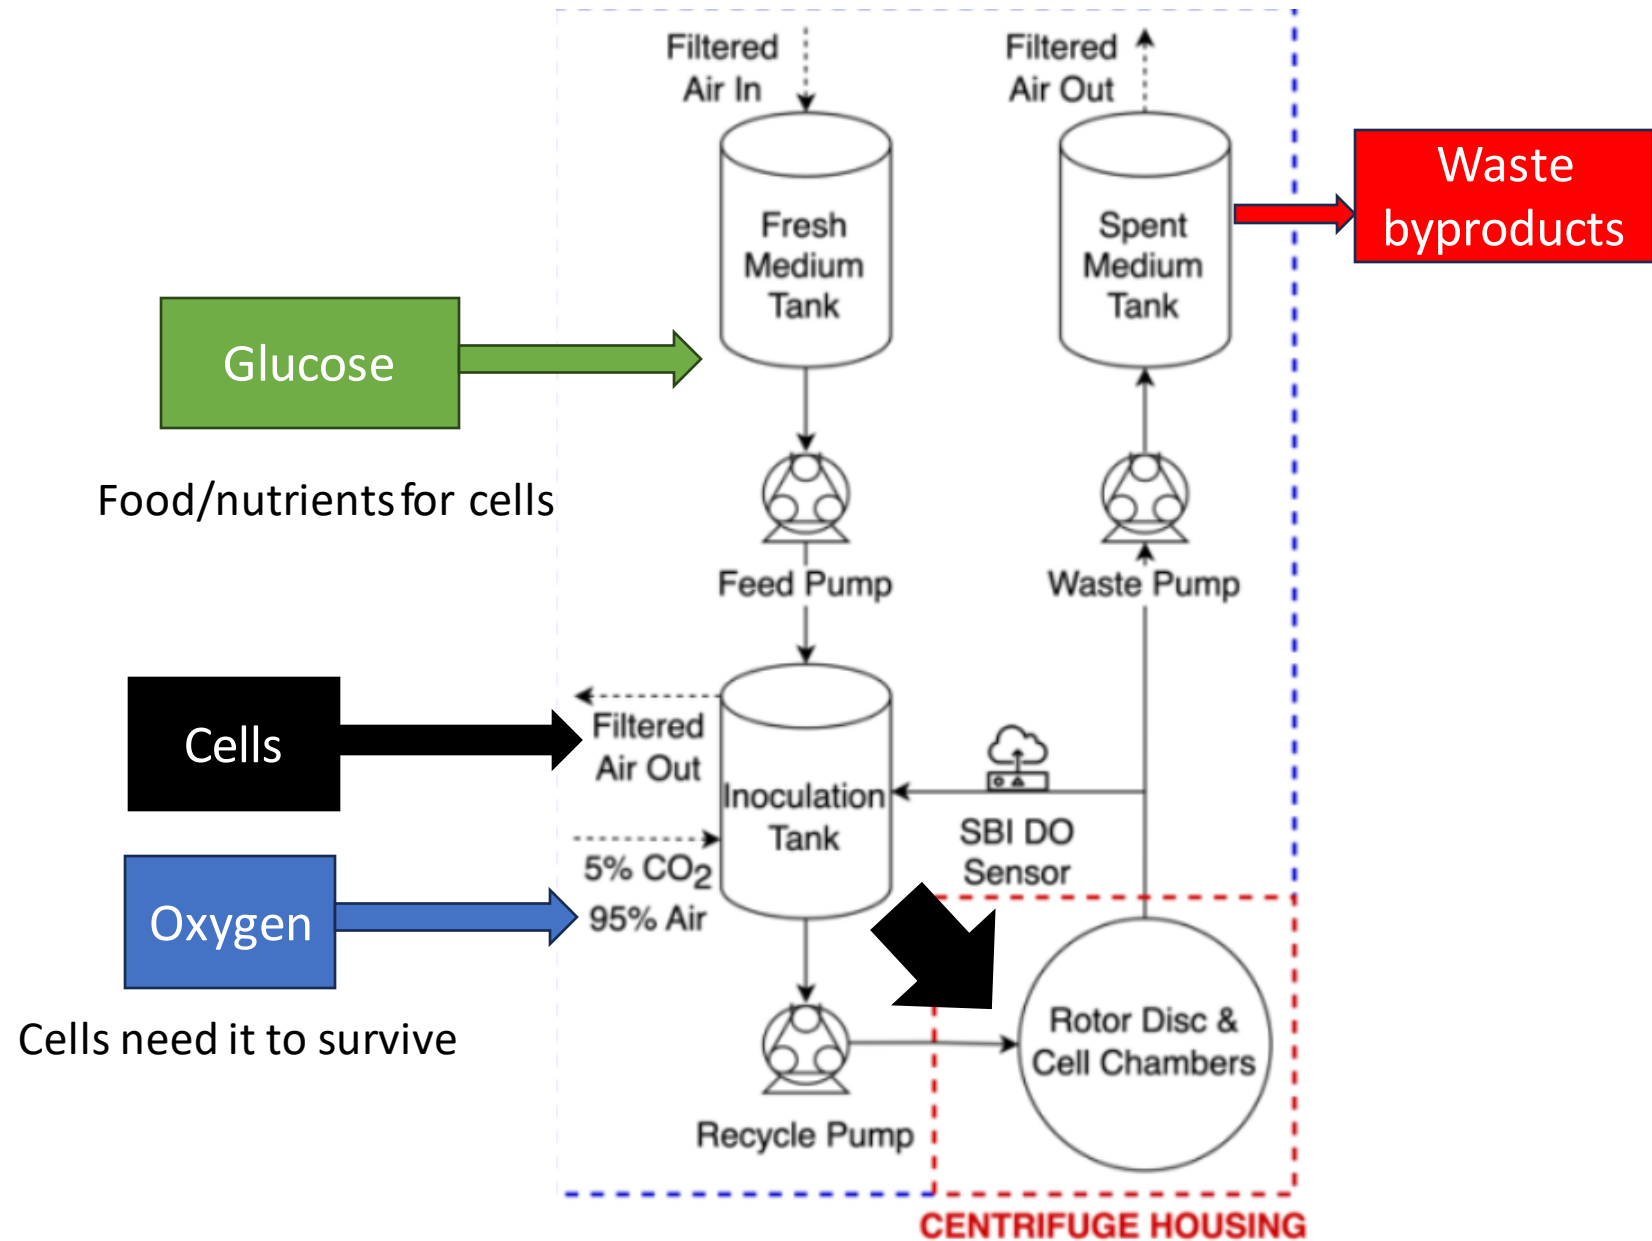 Filtered
Air In
Filtered
Air Out
Waste
byproducts
Fresh
Medium
Tank
Spent
Medium
Tank
Glucose
Food/nutrients for cells
Feed Pump
Waste Pump
Cells
Filtered
Air Out
Inoculation
Tank
SBI DO
Sensor
5% CO₂
95% Air
Oxygen
Cells need it to survive
Rotor Disc &
Cell Chambers
Recycle Pump
CENTRIFUGE HOUSING